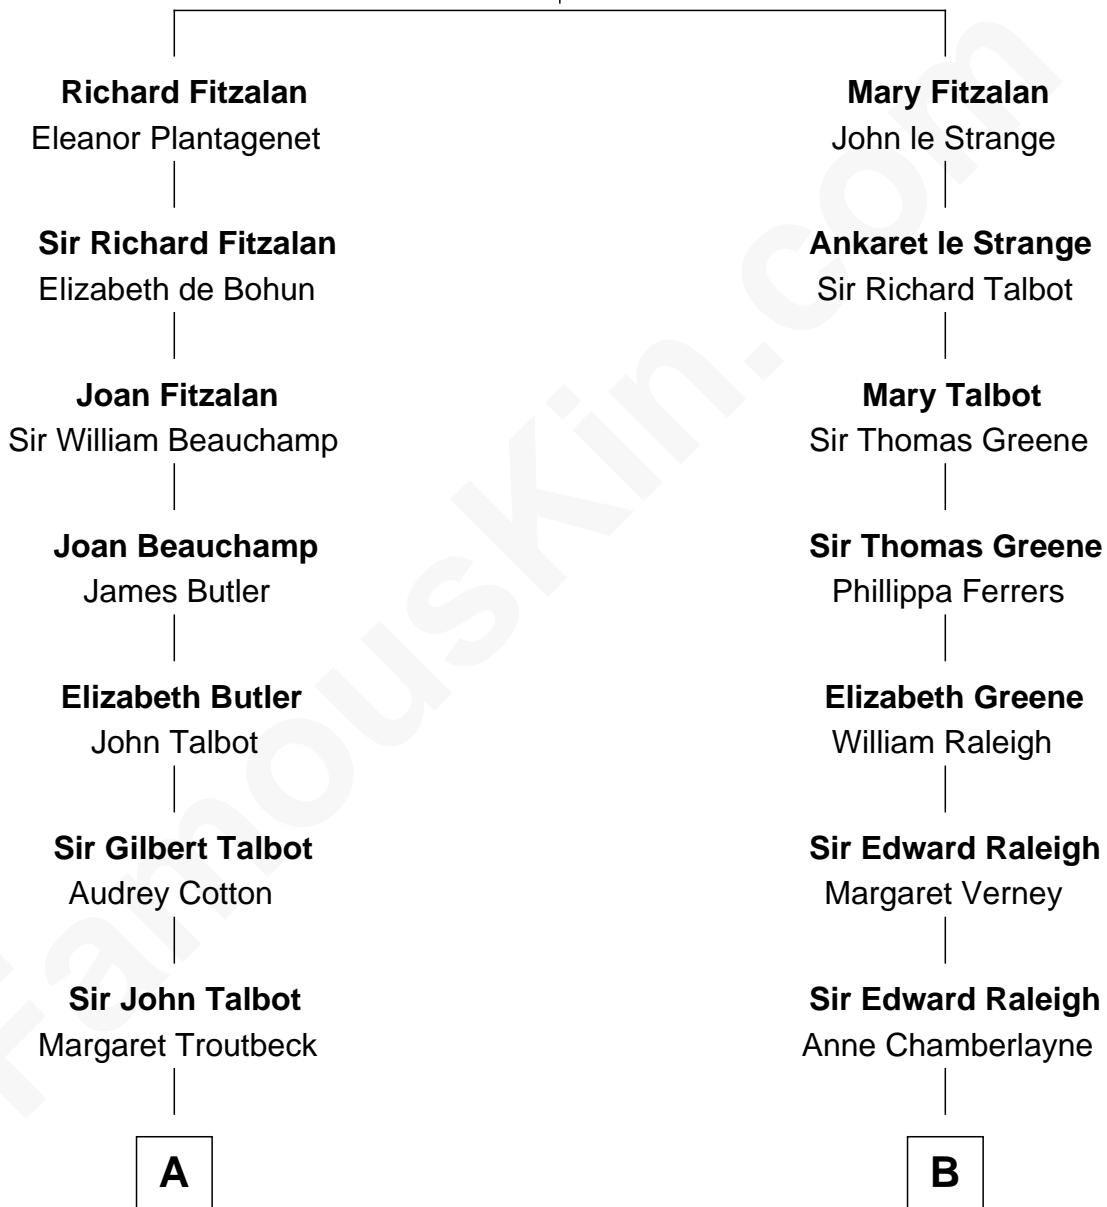 Richard Fitzalan
Eleanor Plantagenet
Sir Richard Fitzalan
Elizabeth de Bohun
Joan Fitzalan
Sir William Beauchamp
Joan Beauchamp
James Butler
Elizabeth Butler
John Talbot
Sir Gilbert Talbot
Audrey Cotton
Sir John Talbot
Margaret Troutbeck
A
Mary Fitzalan
John le Strange
Ankaret le Strange
Sir Richard Talbot
Mary Talbot
Sir Thomas Greene
Sir Thomas Greene
Phillippa Ferrers
Elizabeth Greene
William Raleigh
Sir Edward Raleigh
Margaret Verney
Sir Edward Raleigh
Anne Chamberlayne
B
FamousKin.com